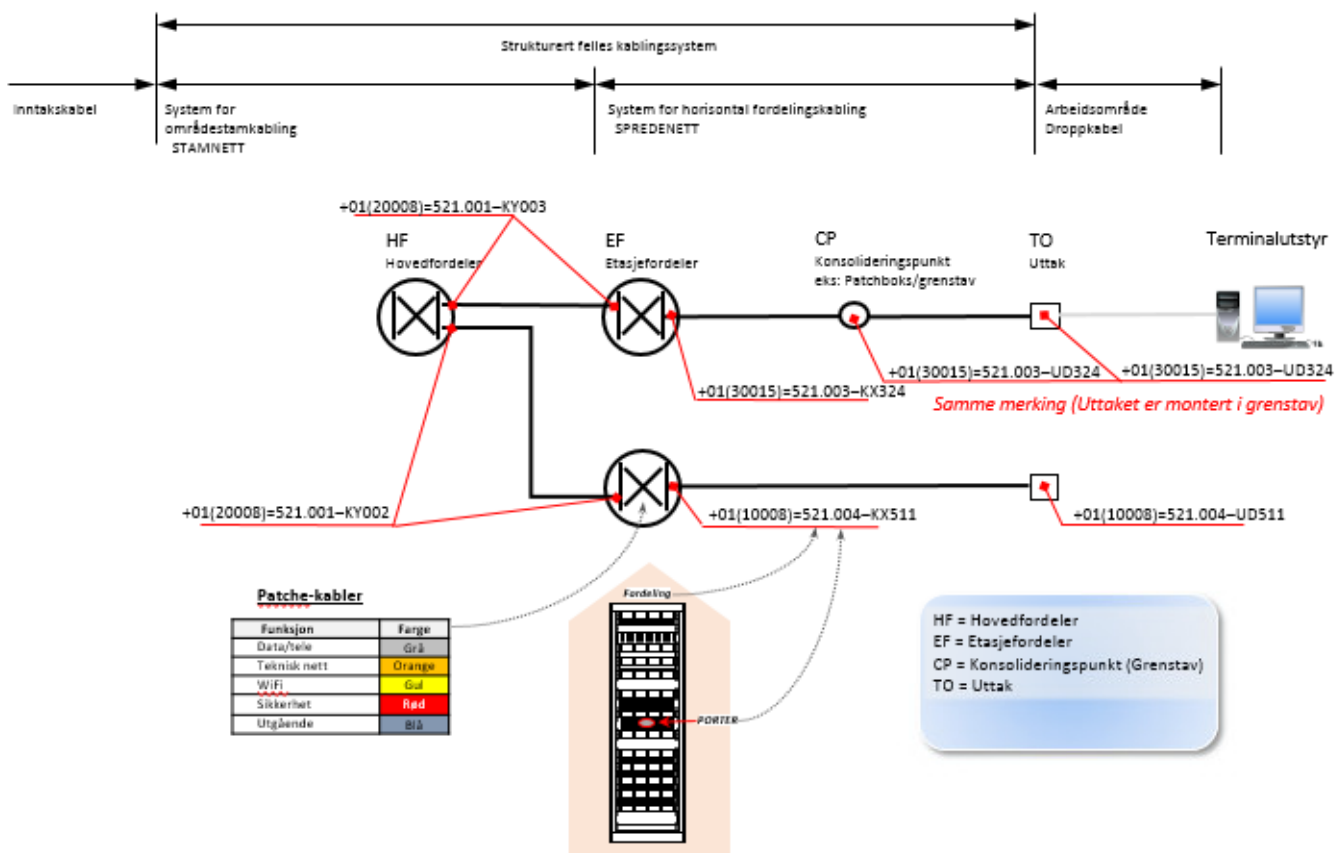 Strukturert felles kablingssystem
Inntakskabel
System for
områdestamkabling
STAMNETT
System for horisontal fordelingskabling
SPREDENETT
Arbeidsområde
Droppkabel
+01(20008)=521.001–KY003
HF
Hovedfordeler
EF
Etasjefordeler
CP
Konsolideringspunkt
eks: Patchboks/grenstav
TO
Uttak
Terminalutstyr
+01(30015)=521.003–KX324
+01(30015)=521.003–UD324
+01(30015)=521.003–UD324
Samme merking (Uttaket er montert i grenstav)
+01(20008)=521.001–KY002
+01(10008)=521.004–KX511
+01(10008)=521.004–UD511
Patche-kabler
Funksjon Farge
Data/tele Grå
Teknisk nett Orange
WiFi Gul
Sikkerhet Rød
Utgående Blå
Fordeling
PORTER
HF = Hovedfordeler
EF = Etasjefordeler
CP = Konsolideringspunkt (Grenstav)
TO = Uttak